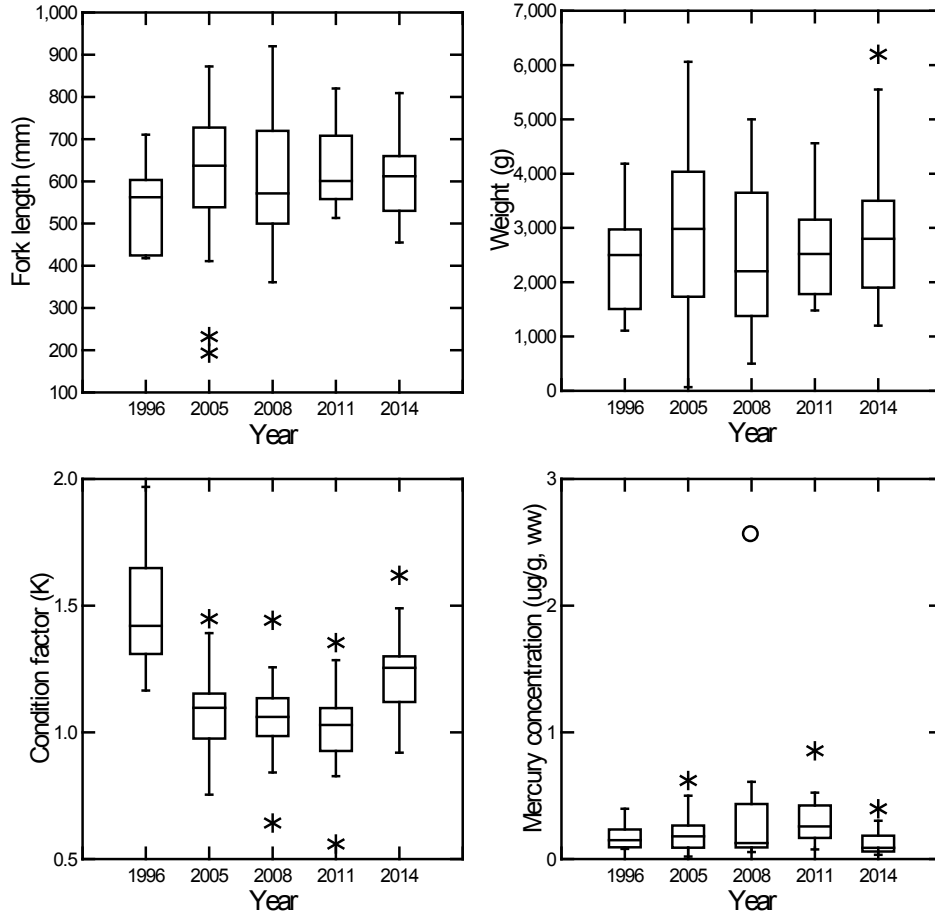 1,000
900
800
700
600
500
400
300
200
100
Fork length (mm)
1996 2005 2008 2011 2014
Year
7,000
6,000
5,000
4,000
3,000
2,000
1,000
0
Weight (g)
1996 2005 2008 2011 2014
Year
2.0
1.5
1.0
0.5
Condition factor (K)
1996 2005 2008 2011 2014
Year
3
2
1
0
Mercury concentration (ug/g, ww)
1996 2005 2008 2011 2014
Year